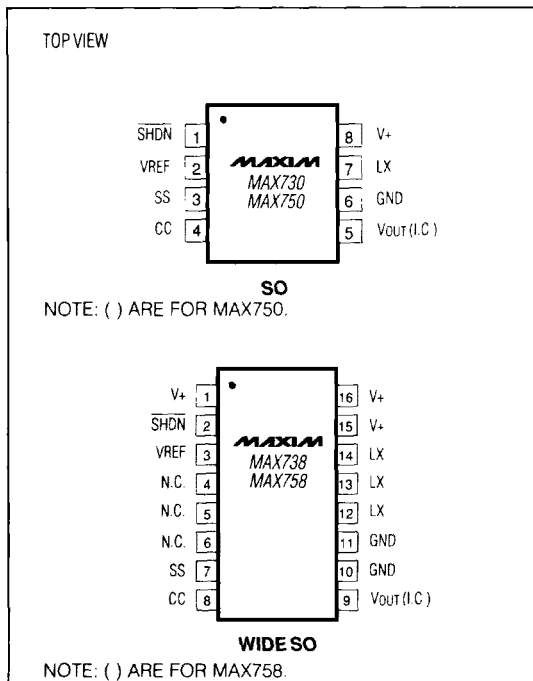 TOP VIEW
SHDN 1 8 V+
VREF 2 MAXIM 7 LX
SS 3 MAX730 MAX750 6 GND
CC 4 5 VOUT(I.C )
SO
NOTE: ( ) ARE FOR MAX750.
V+ 1 16 V+
SHDN 2 15 V+
VREF 3 MAXIM 14 LX
N.C. 4 MAX738 13 LX
N.C. 5 MAX758 12 LX
N.C. 6 11 GND
SS 7 10 GND
CC 8 9 VOUT(I.C )
WIDE SO
NOTE: ( ) ARE FOR MAX758.